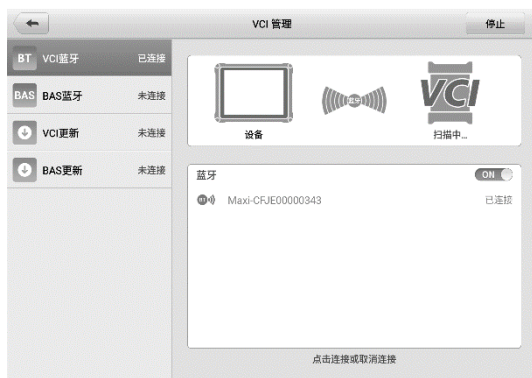 VCI 管理
停止
BT VCI蓝牙 已连接
BAS BAS蓝牙 未连接
VCI更新 未连接
BAS更新 未连接
蓝牙
VCI
设备
扫描中...
蓝牙 ON
BT Maxi-CFJE00000343 已连接
点击连接或取消连接